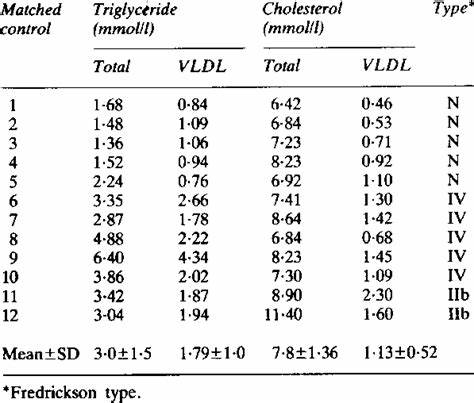 Matched Triglyceride Cholesterol Type*
control (mmol/l) (mmol/l)
Total VLDL Total VLDL
1 1·68 0·84 6·42 0·46 N
2 1·48 1·09 6·84 0·53 N
3 1·36 1·06 7·23 0·71 N
4 1·52 0·94 8·23 0·92 N
5 2·24 0·76 6·92 1·10 N
6 3·35 2·66 7·41 1·30 IV
7 2·87 1·78 8·64 1·42 IV
8 4·88 2·22 6·84 0·68 IV
9 6·40 4·34 8·23 1·45 IV
10 3·86 2·02 7·30 1·09 IV
11 3·42 1·87 8·90 2·30 IIb
12 3·04 1·94 11·40 1·60 IIb
Mean±SD 3·0±1·5 1·79±1·0 7·8±1·36 1·13±0·52
*Fredrickson type.